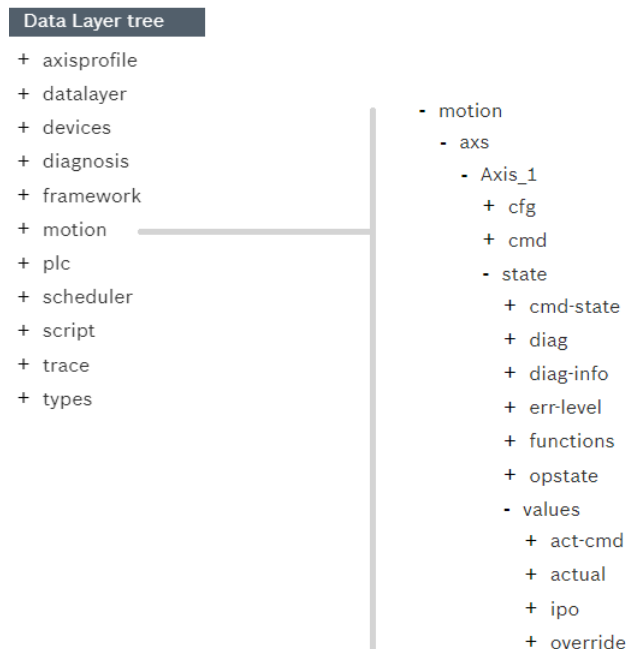 Data Layer tree
+ axisprofile
+ datalayer
+ devices
+ diagnosis
+ framework
+ motion
+ plc
+ scheduler
+ script
+ trace
+ types
- motion
- axs
- Axis_1
+ cfg
+ cmd
- state
+ cmd-state
+ diag
+ diag-info
+ err-level
+ functions
+ opstate
- values
+ act-cmd
+ actual
+ ipo
+ override